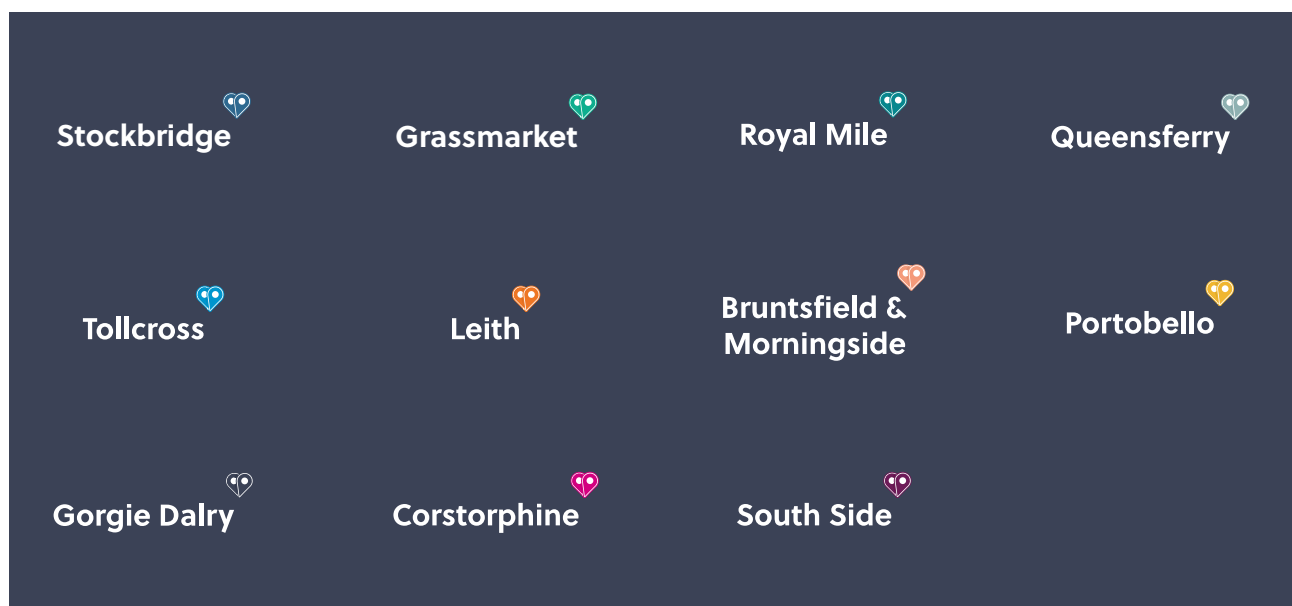 Stockbridge
Grassmarket
Royal Mile
Queensferry
Tollcross
Leith
Bruntsfield &
Morningside
Portobello
Gorgie Dalry
Corstorphine
South Side